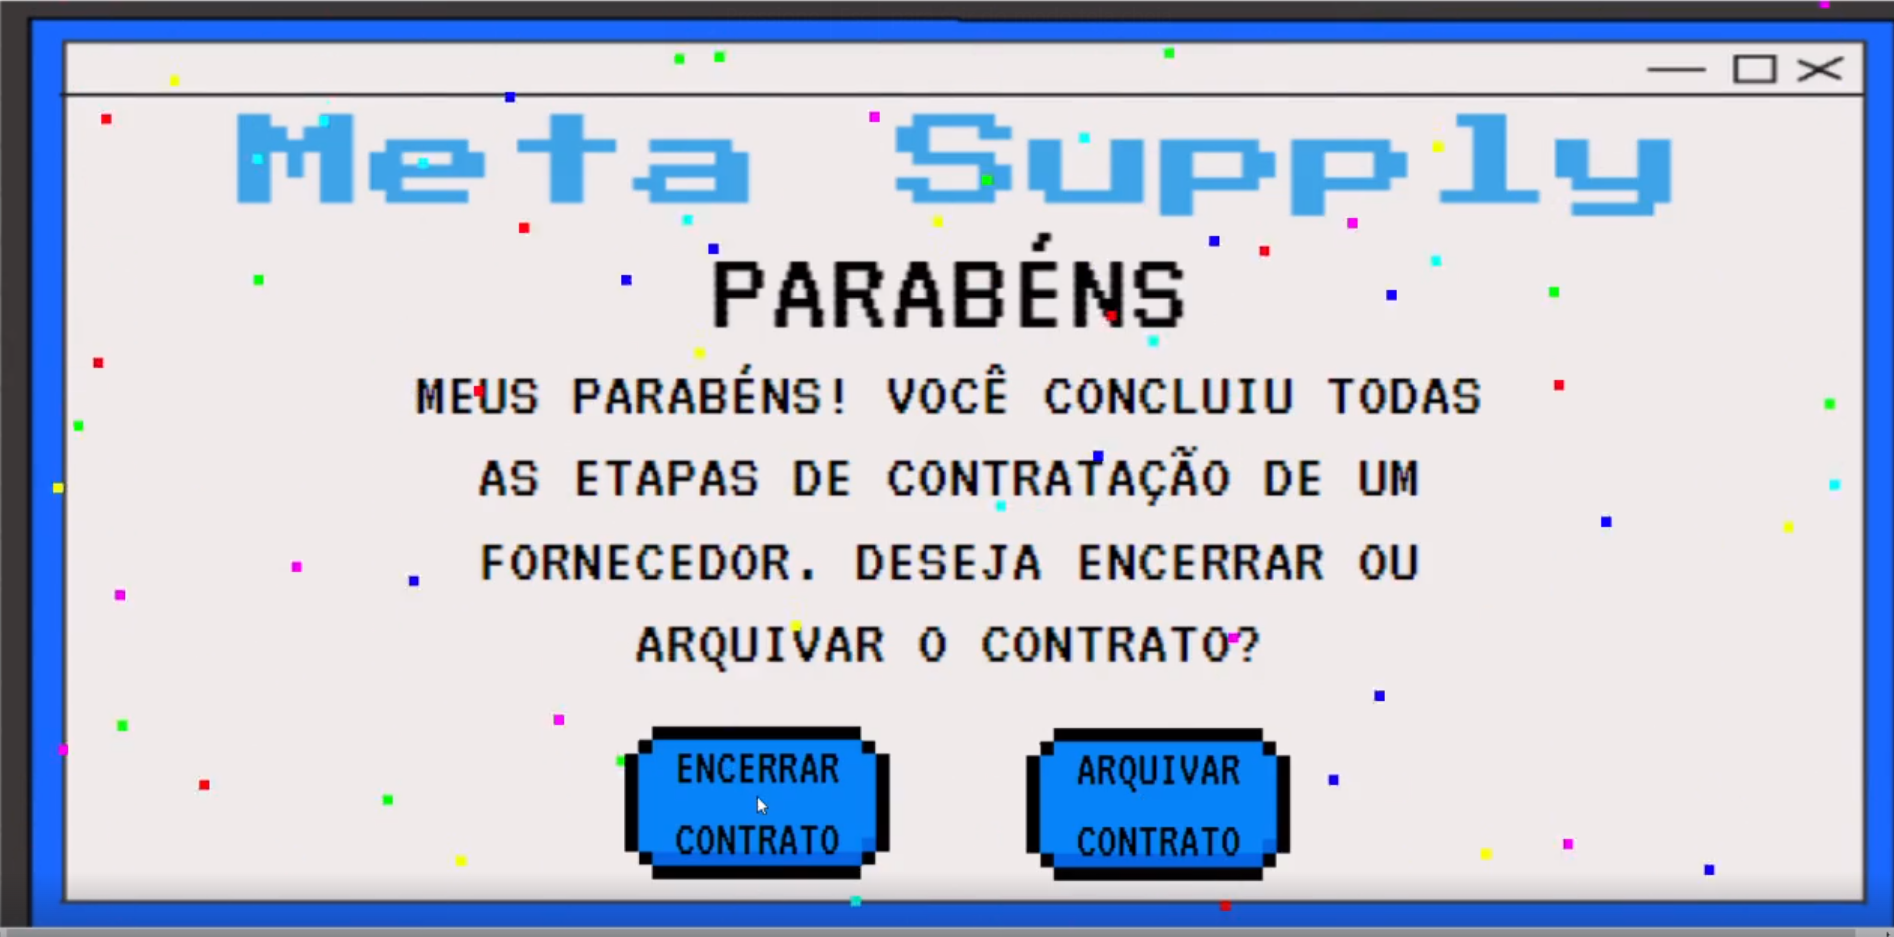 Meta Supply
PARABÉNS
MEUS PARABÉNS! VOCÊ CONCLUIU TODAS
AS ETAPAS DE CONTRATAÇÃO DE UM
FORNECEDOR. DESEJA ENCERRAR OU
ARQUIVAR O CONTRATO?
ENCERRAR
CONTRATO
ARQUIVAR
CONTRATO